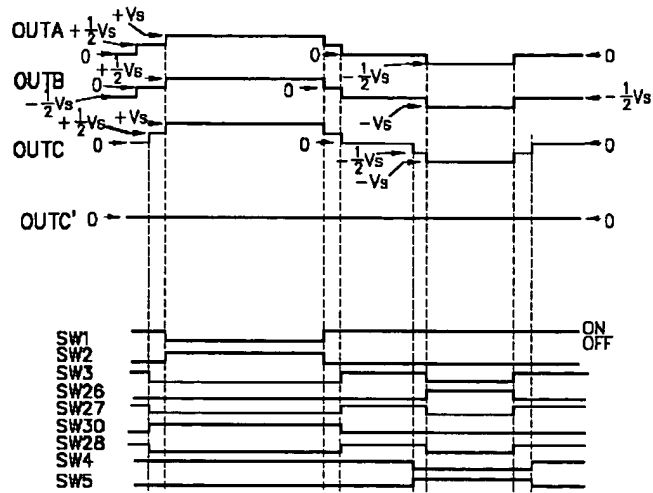 OUTA +½Vs +Vs
0 0 -½Vs 0
OUTB +½Vs
0 0
-½Vs -Vs -½Vs
+½Vs +Vs
OUTC 0 0 -½Vs 0
-Vs
OUTC' 0 0
SW1 ON
OFF
SW2
SW3
SW26
SW27
SW30
SW28
SW4
SW5